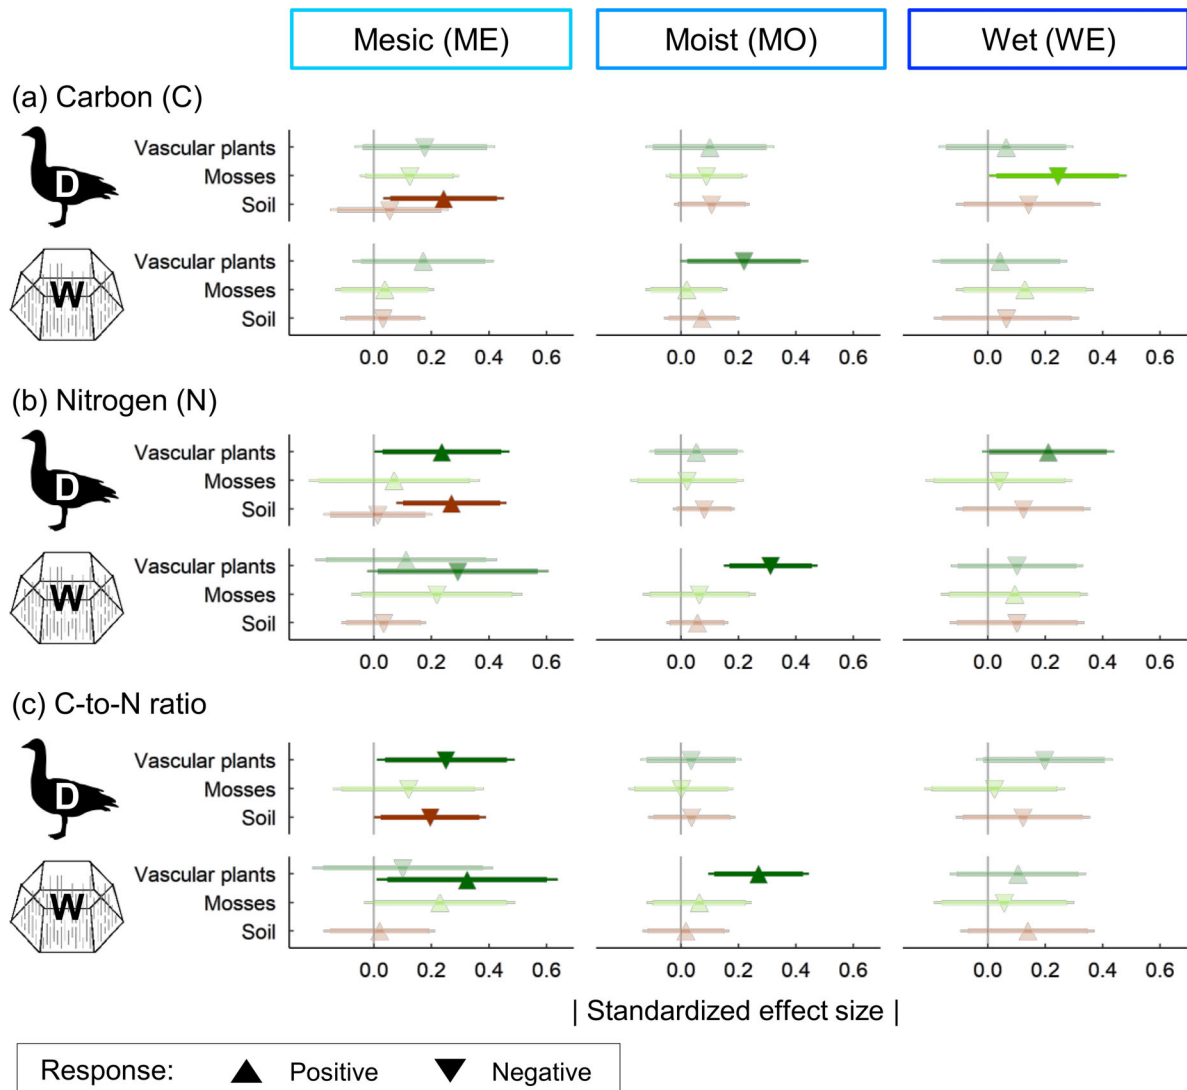 Mesic (ME) Moist (MO) Wet (WE)
(a) Carbon (C)
D
Vascular plants
Mosses
Soil
W
Vascular plants
Mosses
Soil
0.0 0.2 0.4 0.6 0.0 0.2 0.4 0.6 0.0 0.2 0.4 0.6
(b) Nitrogen (N)
D
Vascular plants
Mosses
Soil
W
Vascular plants
Mosses
Soil
0.0 0.2 0.4 0.6 0.0 0.2 0.4 0.6 0.0 0.2 0.4 0.6
(c) C-to-N ratio
D
Vascular plants
Mosses
Soil
W
Vascular plants
Mosses
Soil
0.0 0.2 0.4 0.6 0.0 0.2 0.4 0.6 0.0 0.2 0.4 0.6
| Standardized effect size |
Response: Positive Negative